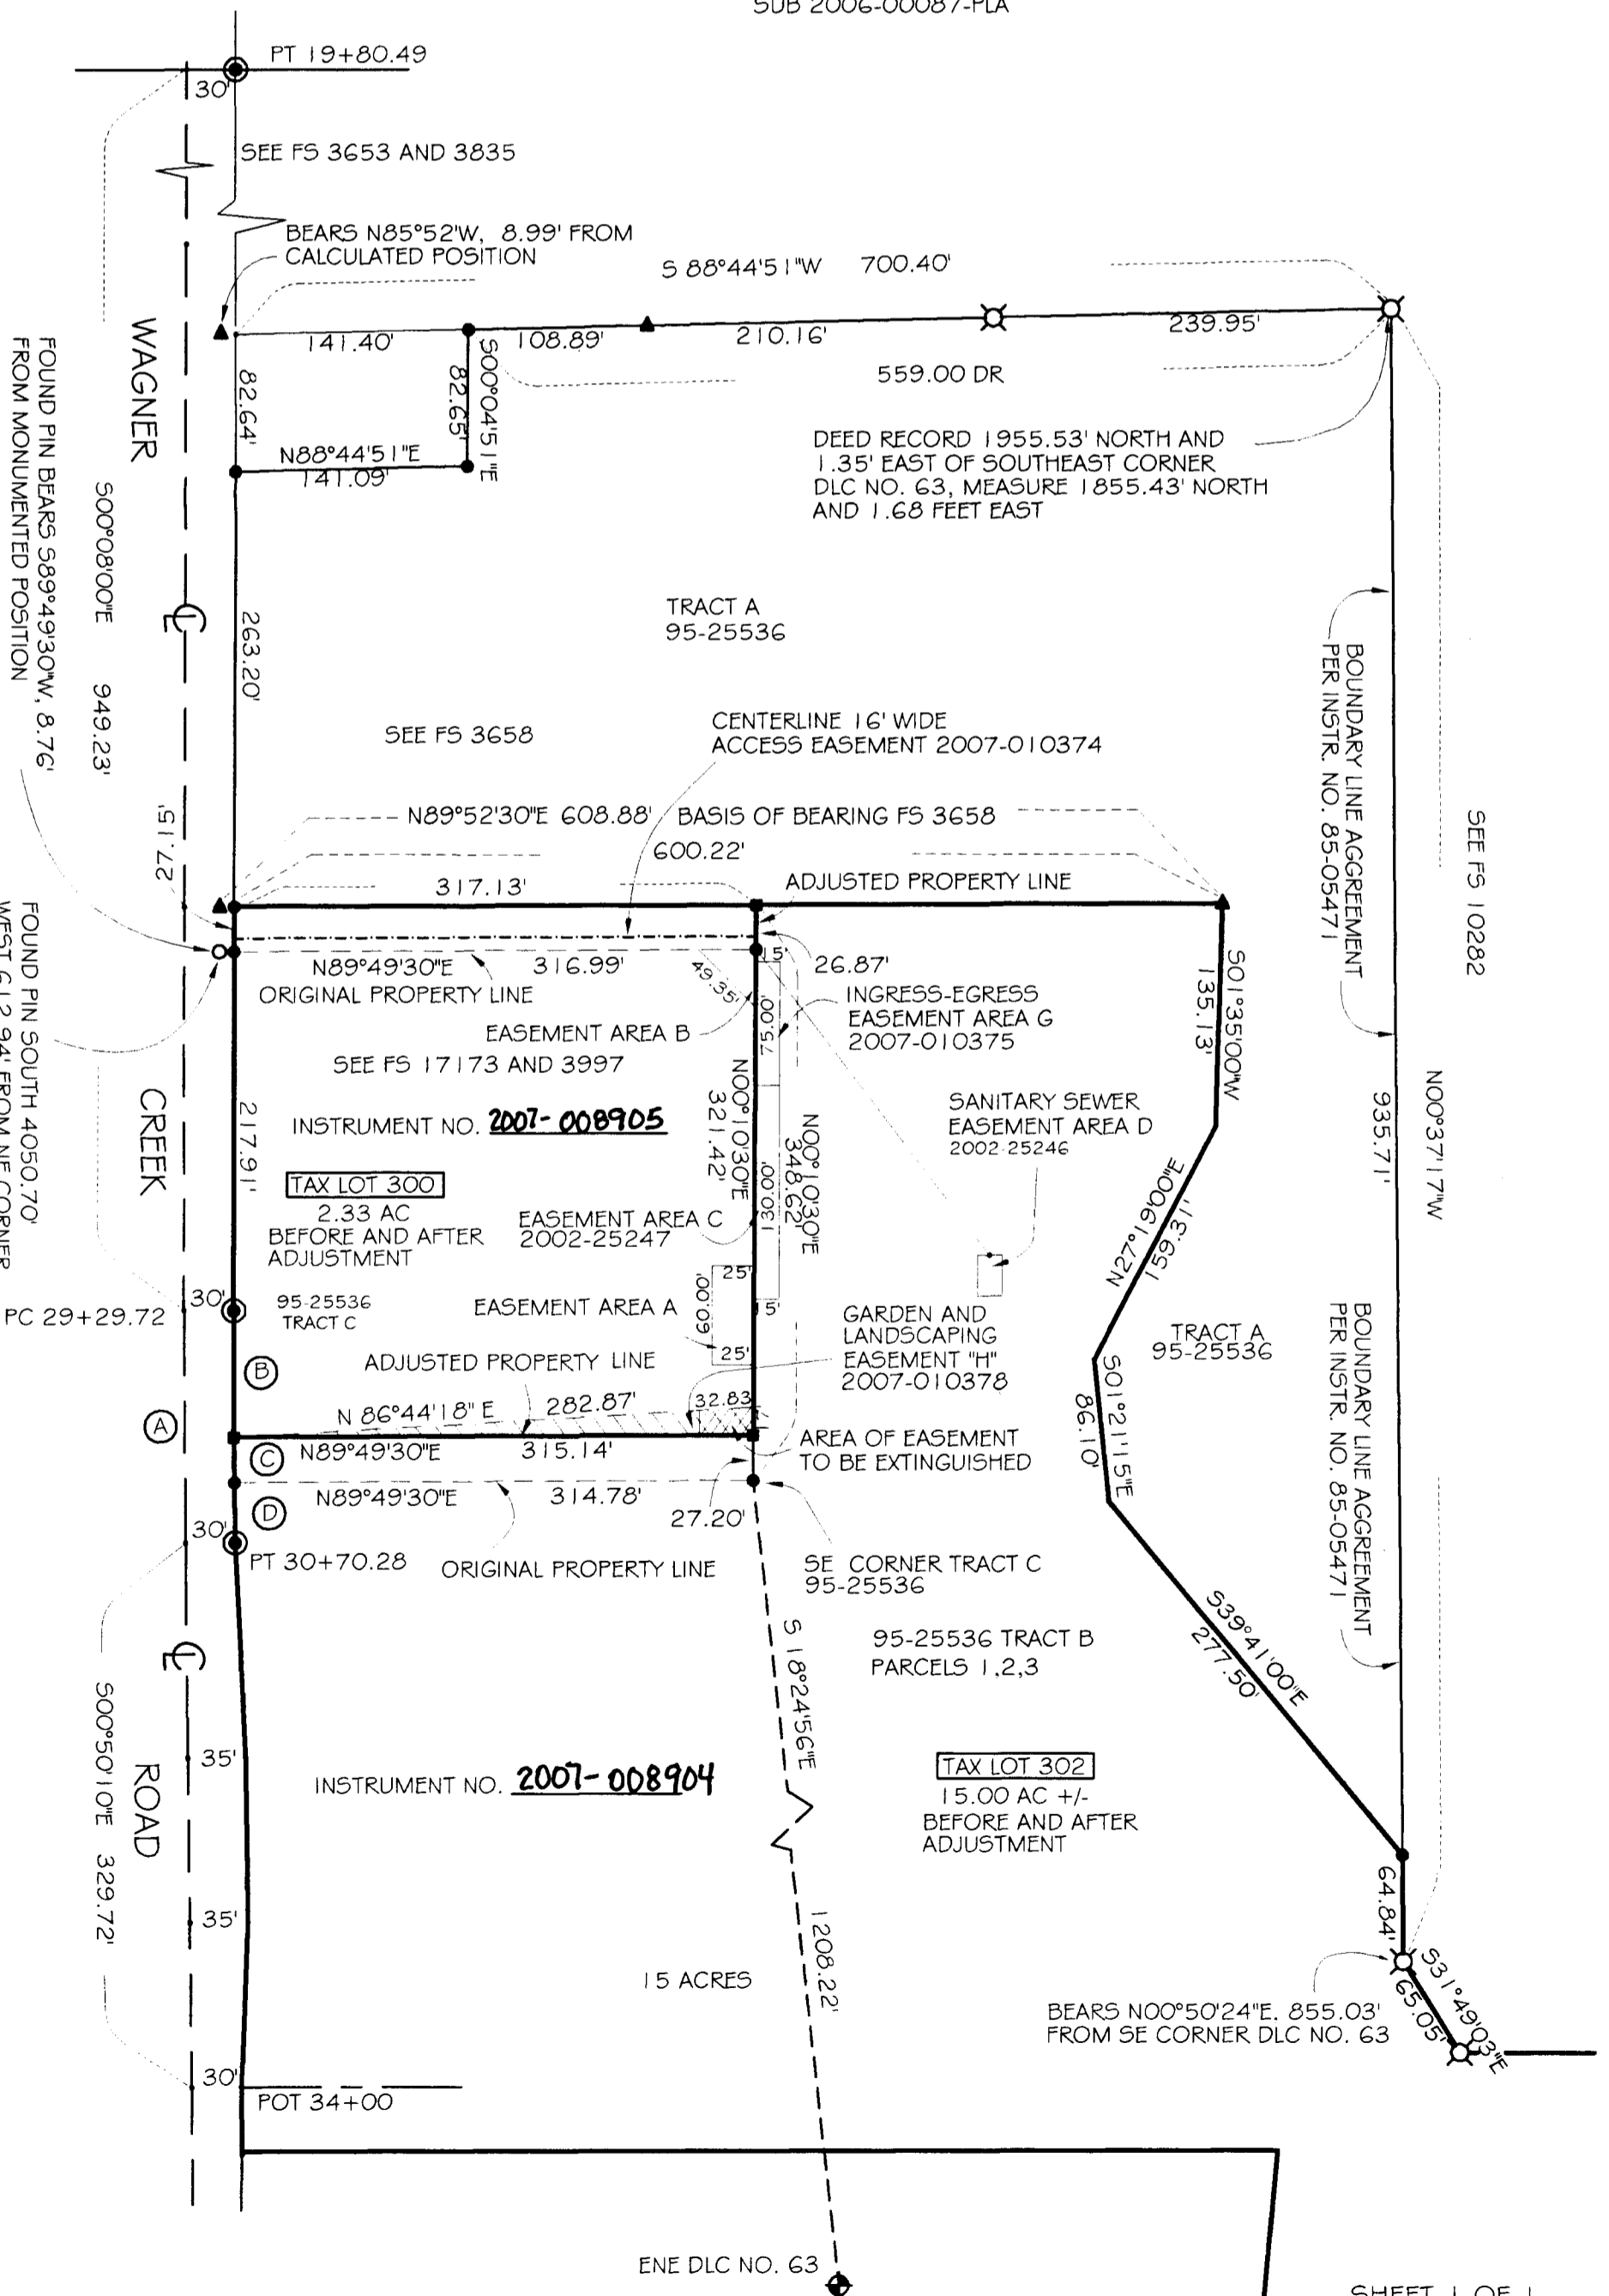 SUB 2006-00087-PLA
PT 19+80.49
30'
SEE FS 3653 AND 3835
BEARS N85°52'W, 8.99' FROM
CALCULATED POSITION
S 88°44'51"W 700.40'
141.40'
108.89'
210.16'
239.95'
559.00 DR
82.64'
82.65'
S00°04'51"E
N88°44'51"E
141.09'
DEED RECORD 1955.53' NORTH AND
1.35' EAST OF SOUTHEAST CORNER
DLC NO. 63, MEASURE 1855.43' NORTH
AND 1.68 FEET EAST
WAGNER
FOUND PIN BEARS S89°49'30"W, 8.76'
FROM MONUMENTED POSITION
S00°08'00"E 949.23'
℄
263.20'
TRACT A
95-25536
BOUNDARY LINE AGGREEMENT
PER INSTR. NO. 85-05471
SEE FS 10282
SEE FS 3658
CENTERLINE 16' WIDE
ACCESS EASEMENT 2007-010374
N89°52'30"E 608.88' BASIS OF BEARING FS 3658
600.22'
317.13'
ADJUSTED PROPERTY LINE
27.15'
N89°49'30"E 316.99'
ORIGINAL PROPERTY LINE
49.35'
15'
26.87'
75.00'
EASEMENT AREA B
INGRESS-EGRESS
EASEMENT AREA G
2007-010375
SEE FS 17173 AND 3997
S01°35'00"W
135.13'
N00°37'17"W
935.71'
FOUND PIN SOUTH 4050.70'
WEST 612.94' FROM NE CORNER
CREEK
217.91'
INSTRUMENT NO. 2007-008905
N00°10'30"E
321.42'
N00°10'30"E
348.62'
130.00'
SANITARY SEWER
EASEMENT AREA D
2002-25246
TAX LOT 300
2.33 AC
BEFORE AND AFTER
ADJUSTMENT
EASEMENT AREA C
2002-25247
N27°19'00"E
159.31'
PC 29+29.72
30'
95-25536
TRACT C
EASEMENT AREA A
25'
60.00'
25'
15'
GARDEN AND
LANDSCAPING
EASEMENT "H"
2007-010378
TRACT A
95-25536
BOUNDARY LINE AGGREEMENT
PER INSTR. NO. 85-05471
B
ADJUSTED PROPERTY LINE
S01°21'15"E
86.10'
A
N 86°44'18" E 282.87'
32.83
C
N89°49'30"E 315.14'
AREA OF EASEMENT
TO BE EXTINGUISHED
N89°49'30"E 314.78'
D
27.20'
30'
PT 30+70.28
ORIGINAL PROPERTY LINE
SE CORNER TRACT C
95-25536
S39°41'00"E
277.50'
℄
S 18°24'56"E
95-25536 TRACT B
PARCELS 1,2,3
S00°50'10"E 329.72'
ROAD
35'
INSTRUMENT NO. 2007-008904
TAX LOT 302
15.00 AC +/-
BEFORE AND AFTER
ADJUSTMENT
64.84'
35'
1208.22'
15 ACRES
S31°49'03"E
65.05'
BEARS N00°50'24"E. 855.03'
FROM SE CORNER DLC NO. 63
30'
POT 34+00
ENE DLC NO. 63
SHEET 1 OF 1